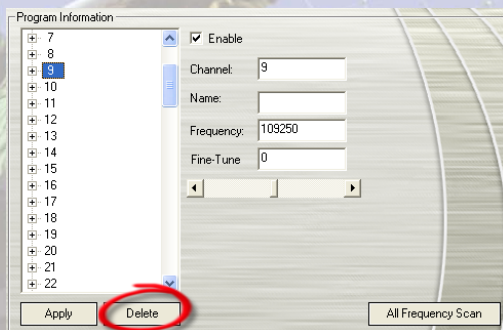 Program Information
7
8
9
10
11
12
13
14
15
16
17
18
19
20
21
22
Enable
Channel: 9
Name:
Frequency: 109250
Fine-Tune 0
Apply
Delete
All Frequency Scan